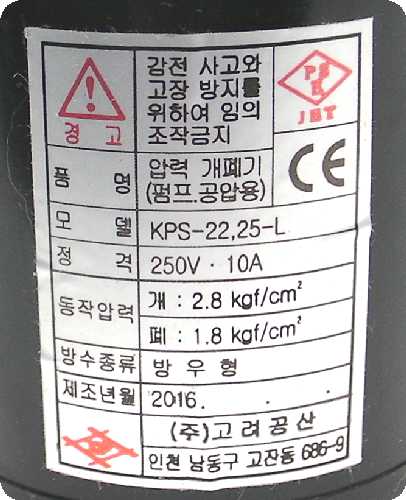 감전 사고와
고장 방지를
위하여 임의
조작금지
경 고
PS
E
JET
품 명 압력 개폐기
(펌프.공압용)
CE
모 델 KPS-22,25-L
정 격 250V · 10A
동작압력 개 : 2.8 kgf/cm²
폐 : 1.8 kgf/cm²
방수종류 방 우 형
제조년월 2016. . .
(주)고려공산
인천 남동구 고잔동 686-9